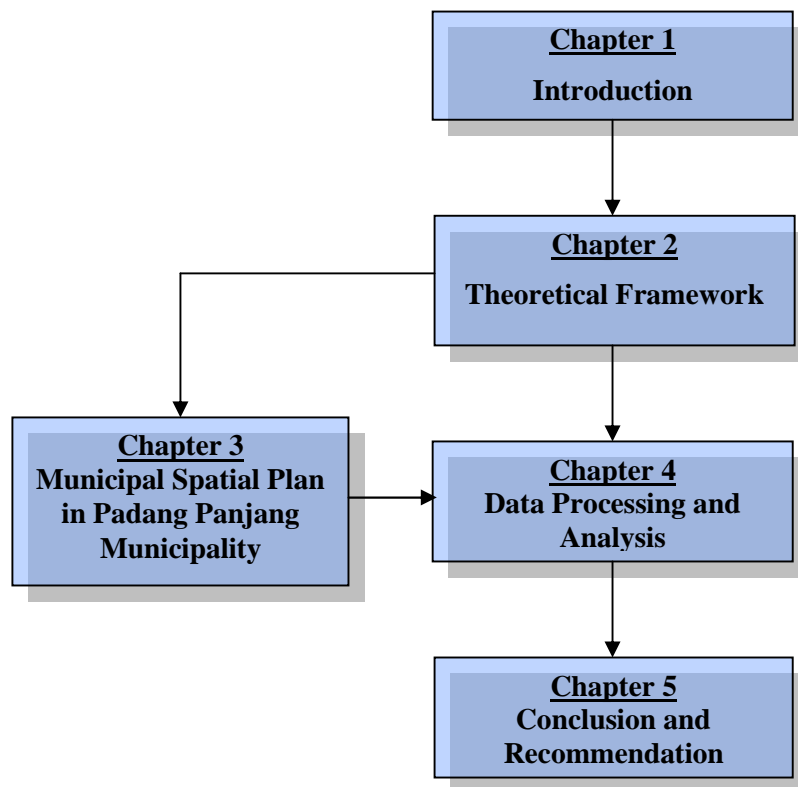 Chapter 1
Introduction
Chapter 2
Theoretical Framework
Chapter 3
Municipal Spatial Plan
in Padang Panjang
Municipality
Chapter 4
Data Processing and
Analysis
Chapter 5
Conclusion and
Recommendation